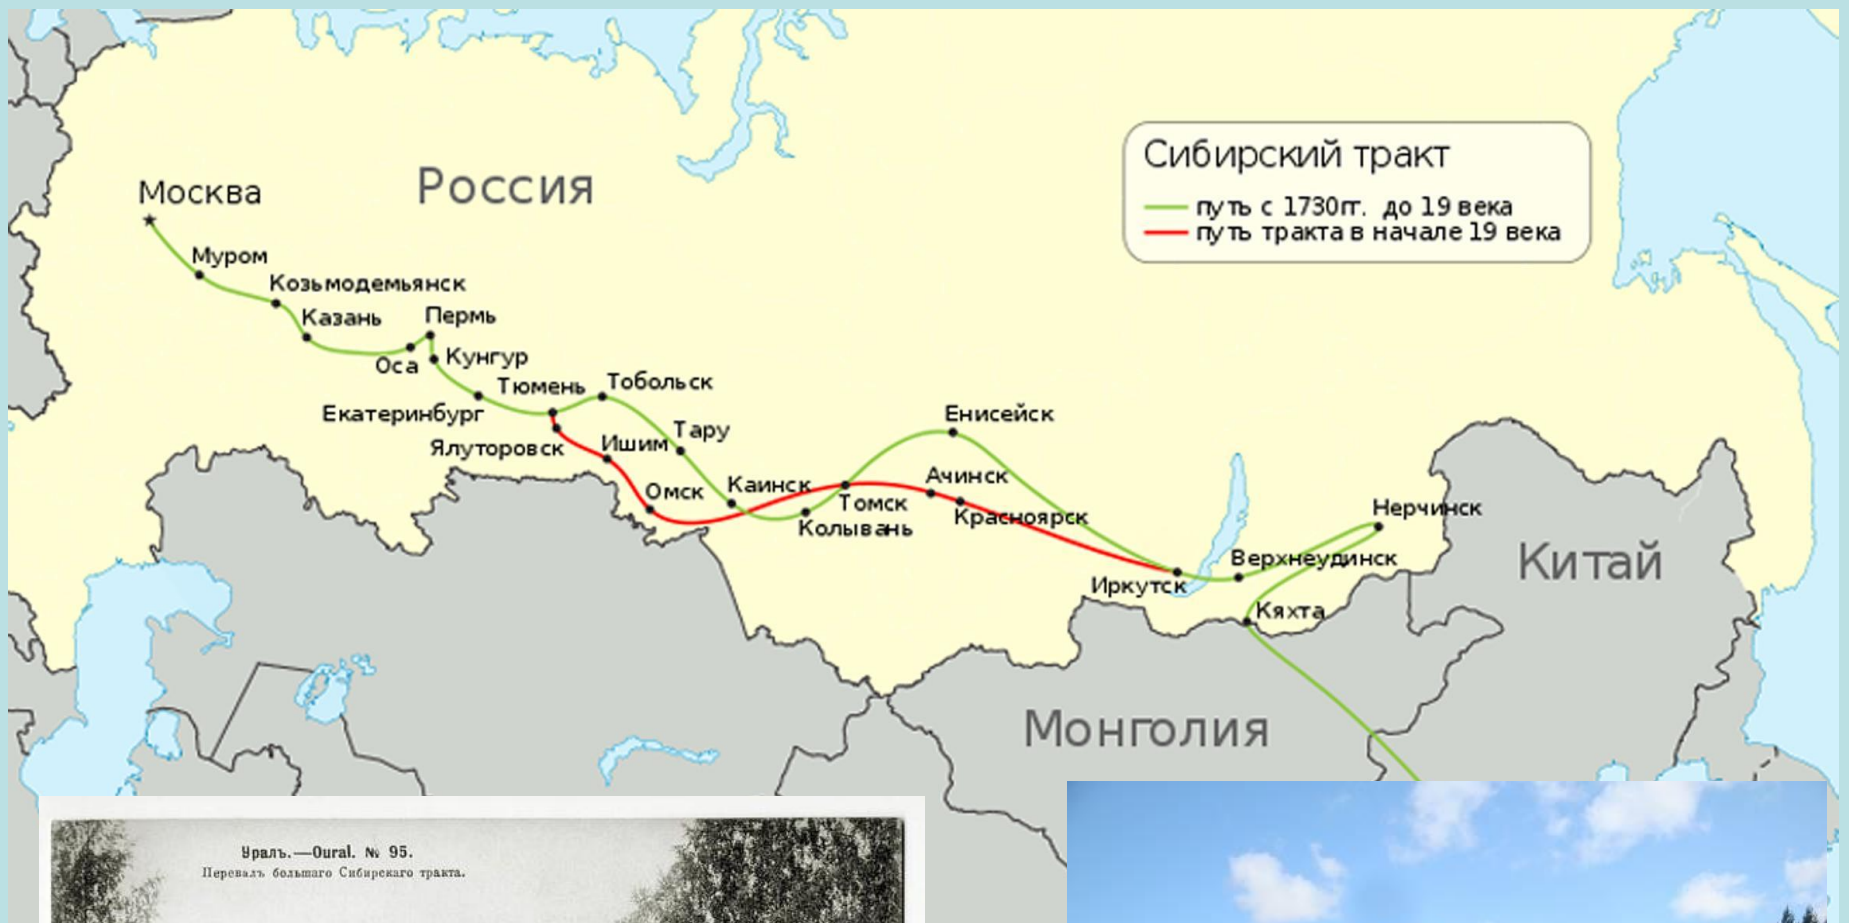 Москва
Россия
Сибирский тракт
путь с 1730гг. до 19 века
путь тракта в начале 19 века
Муром
Козьмодемьянск
Казань
Пермь
Оса
Кунгур
Тюмень
Тобольск
Екатеринбург
Ялуторовск
Ишим
Тару
Омск
Каинск
Томск
Колывань
Енисейск
Ачинск
Красноярск
Иркутск
Верхнеудинск
Нерчинск
Кяхта
Китай
Монголия
Уралъ.—Oural. № 95.
Перевалъ большаго Сибирскаго тракта.